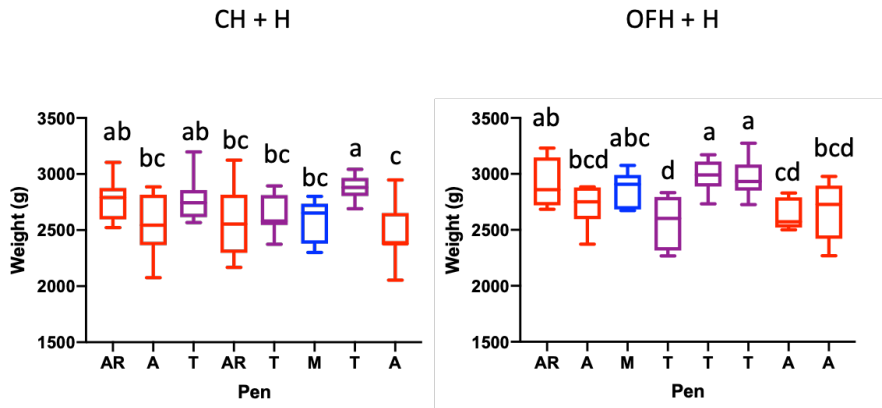 CH + H
3500
3000
2500
2000
1500
Weight (g)
ab
bc
ab
bc
bc
bc
a
c
AR
A
T
AR
T
M
T
A
Pen
OFH + H
3500
3000
2500
2000
1500
Weight (g)
ab
bcd
abc
d
a
a
cd
bcd
AR
A
M
T
T
T
A
A
Pen